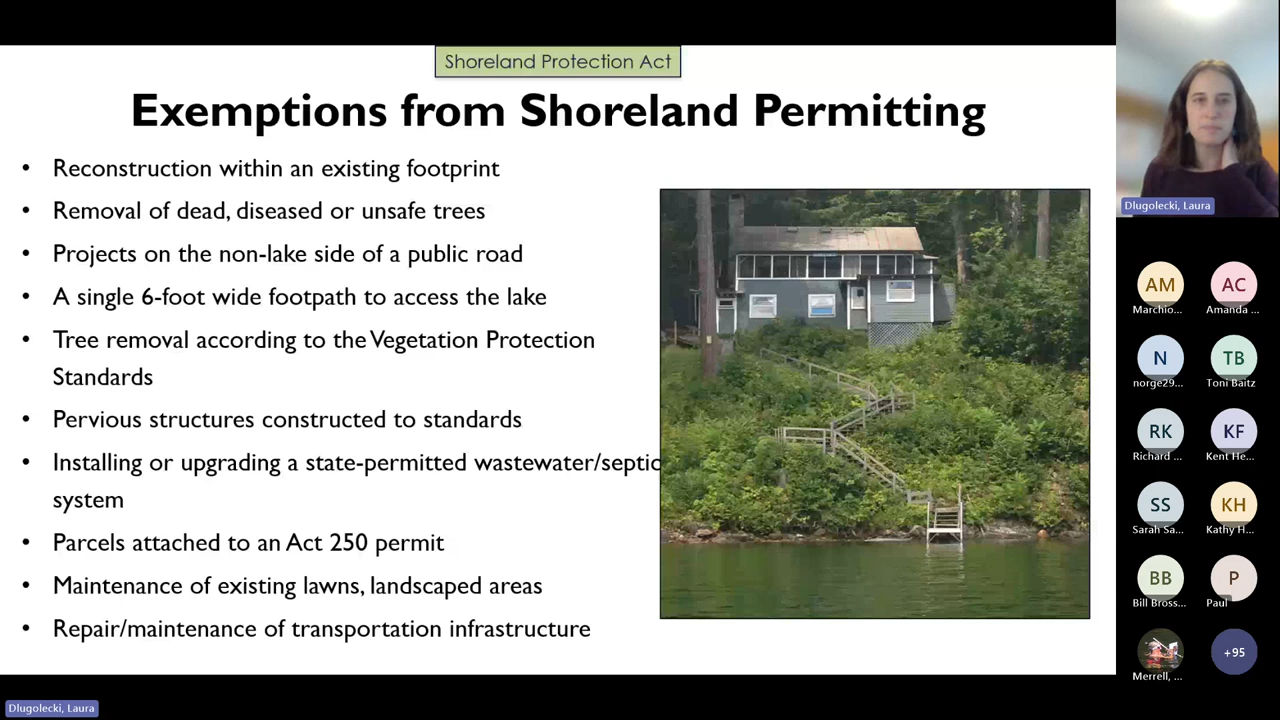 Shoreland Protection Act
Exemptions from Shoreland Permitting
• Reconstruction within an existing footprint
• Removal of dead, diseased or unsafe trees
• Projects on the non-lake side of a public road
• A single 6-foot wide footpath to access the lake
• Tree removal according to the Vegetation Protection
Standards
• Pervious structures constructed to standards
• Installing or upgrading a state-permitted wastewater/septic
system
• Parcels attached to an Act 250 permit
• Maintenance of existing lawns, landscaped areas
• Repair/maintenance of transportation infrastructure
Dlugolecki, Laura
AM
Marchio...
AC
Amanda ...
N
norge29...
TB
Toni Baitz
RK
Richard ...
KF
Kent He...
SS
Sarah Sa...
KH
Kathy H...
BB
Bill Bross...
P
Paul
Merrell, ...
+95
Dlugolecki, Laura